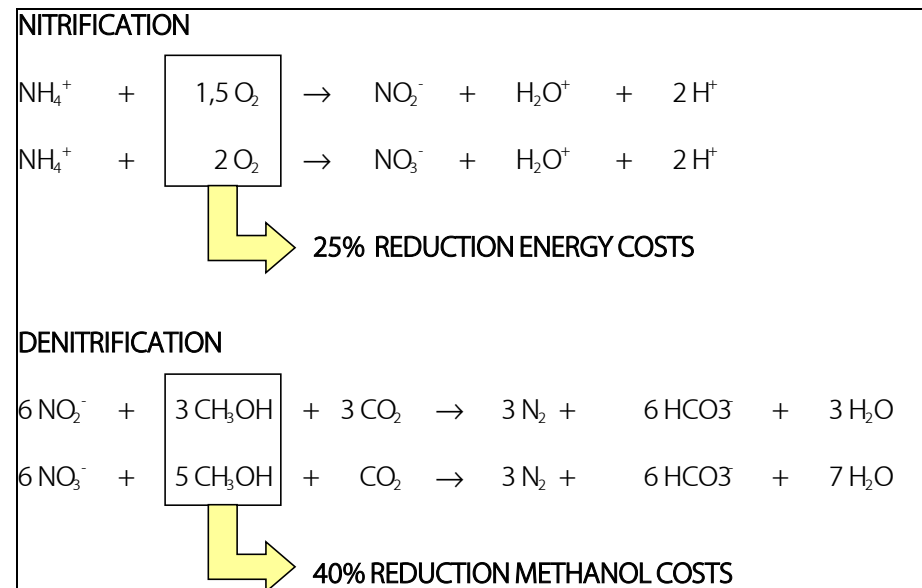 NITRIFICATION
NH₄⁺ + 1,5 O₂ → NO₂⁻ + H₂O⁺ + 2 H⁺
NH₄⁺ + 2 O₂ → NO₃⁻ + H₂O⁺ + 2 H⁺
25% REDUCTION ENERGY COSTS
DENITRIFICATION
6 NO₂⁻ + 3 CH₃OH + 3 CO₂ → 3 N₂ + 6 HCO3⁻ + 3 H₂O
6 NO₃⁻ + 5 CH₃OH + CO₂ → 3 N₂ + 6 HCO3⁻ + 7 H₂O
40% REDUCTION METHANOL COSTS